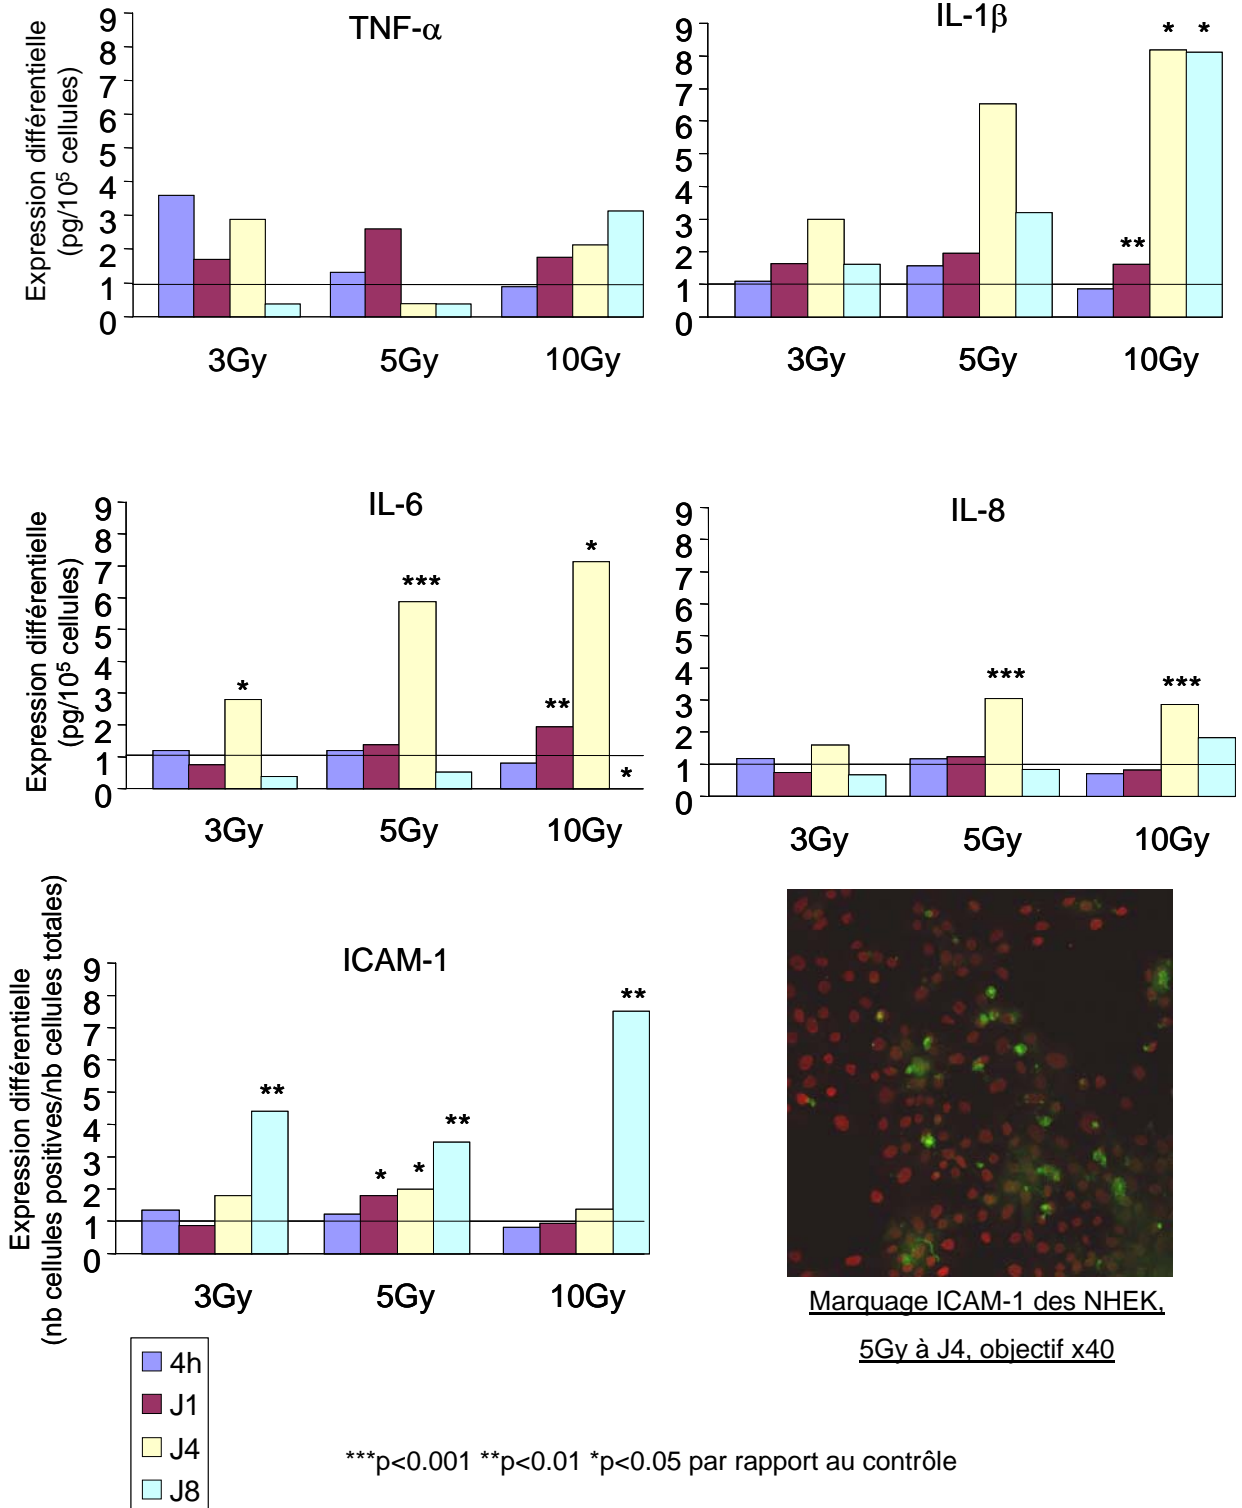 TNF-α
Expression différentielle
(pg/10⁵ cellules)
9
8
7
6
5
4
3
2
1
0
3Gy
5Gy
10Gy
IL-1β
9
8
7
6
5
4
3
2
1
0
* *
**
3Gy
5Gy
10Gy
IL-6
Expression différentielle
(pg/10⁵ cellules)
9
8
7
6
5
4
3
2
1
0
*
***
**
*
*
3Gy
5Gy
10Gy
IL-8
9
8
7
6
5
4
3
2
1
0
***
***
3Gy
5Gy
10Gy
ICAM-1
Expression différentielle
(nb cellules positives/nb cellules totales)
9
8
7
6
5
4
3
2
1
0
**
*
*
**
**
3Gy
5Gy
10Gy
Marquage ICAM-1 des NHEK,
5Gy à J4, objectif x40
4h
J1
J4
J8
***p<0.001 **p<0.01 *p<0.05 par rapport au contrôle